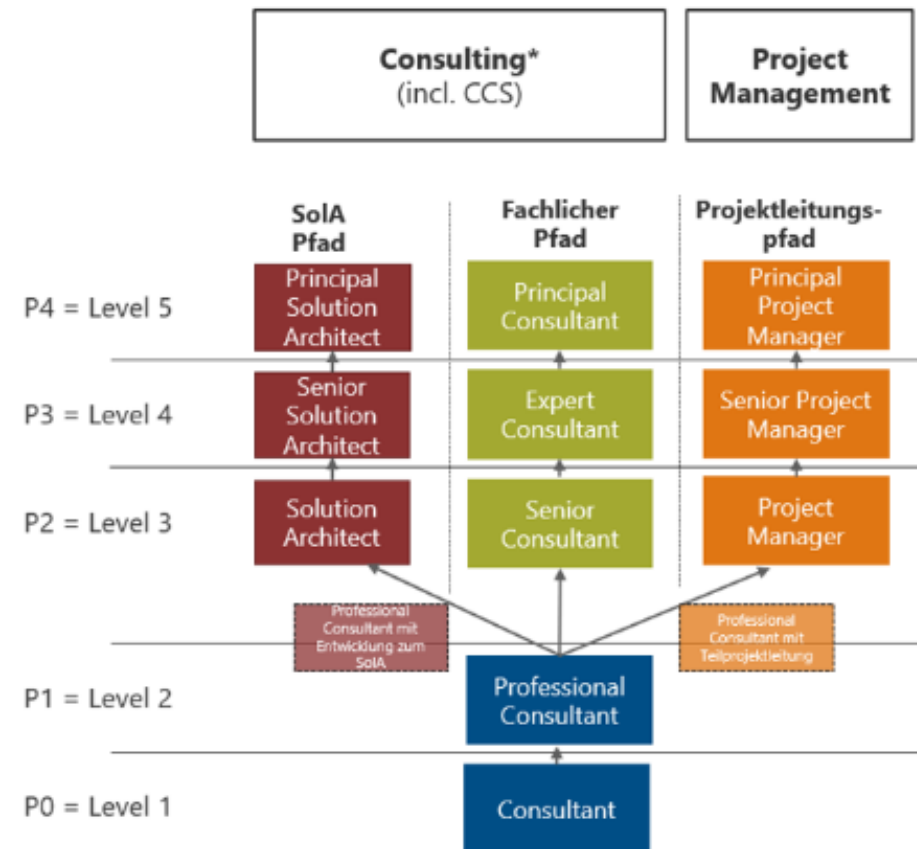 Consulting*
(incl. CCS)
Project
Management
SolA
Pfad
Fachlicher
Pfad
Projektleitungs-
pfad
P4 = Level 5
Principal
Solution
Architect
Principal
Consultant
Principal
Project
Manager
P3 = Level 4
Senior
Solution
Architect
Expert
Consultant
Senior Project
Manager
P2 = Level 3
Solution
Architect
Senior
Consultant
Project
Manager
Professional
Consultant mit
Entwicklung zum
SolA
Professional
Consultant mit
Teilprojektleitung
P1 = Level 2
Professional
Consultant
P0 = Level 1
Consultant